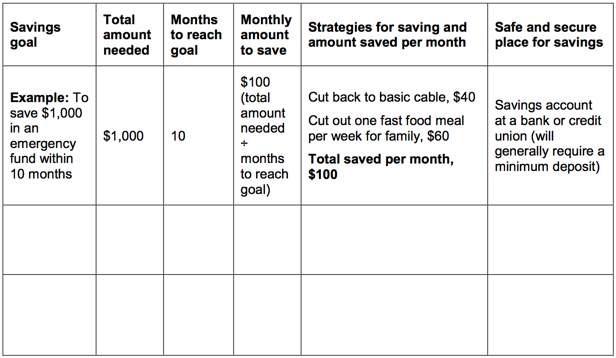 Savings
goal
Total
amount
needed
Months
to reach
goal
Monthly
amount
to save
Strategies for saving and
amount saved per month
Safe and secure
place for savings
Example: To
save $1,000
in an
emergency
fund within
10 months
$1,000
10
$100
(total
amount
needed
÷
months
to reach
goal)
Cut back to basic cable, $40
Cut out one fast food meal
per week for family, $60
Total saved per month,
$100
Savings account
at a bank or credit
union (will
generally require a
minimum deposit)